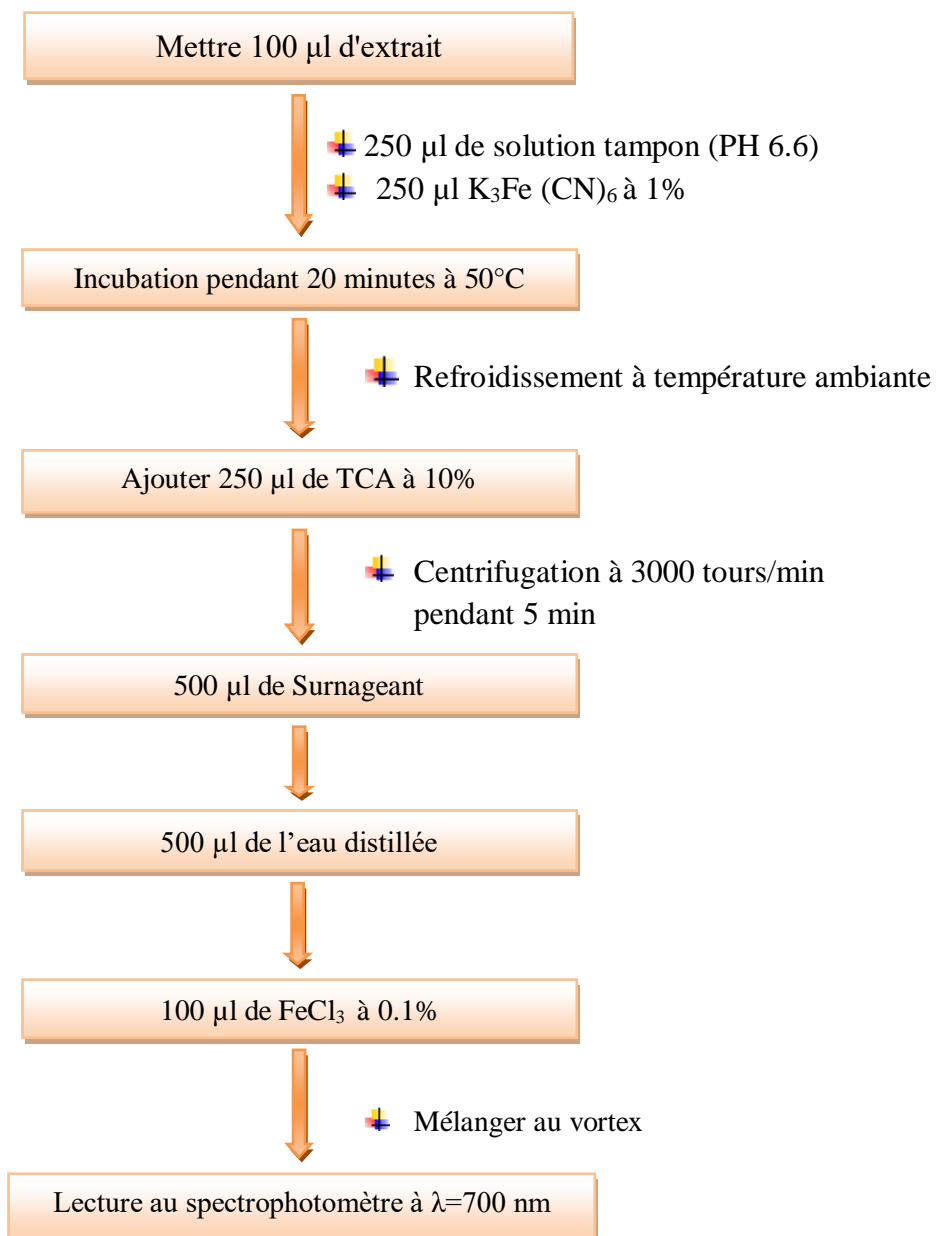 Mettre 100 µl d'extrait
250 µl de solution tampon (PH 6.6)
250 µl K₃Fe (CN)₆ à 1%
Incubation pendant 20 minutes à 50°C
Refroidissement à température ambiante
Ajouter 250 µl de TCA à 10%
Centrifugation à 3000 tours/min
pendant 5 min
500 µl de Surnageant
500 µl de l’eau distillée
100 µl de FeCl₃ à 0.1%
Mélanger au vortex
Lecture au spectrophotomètre à λ=700 nm